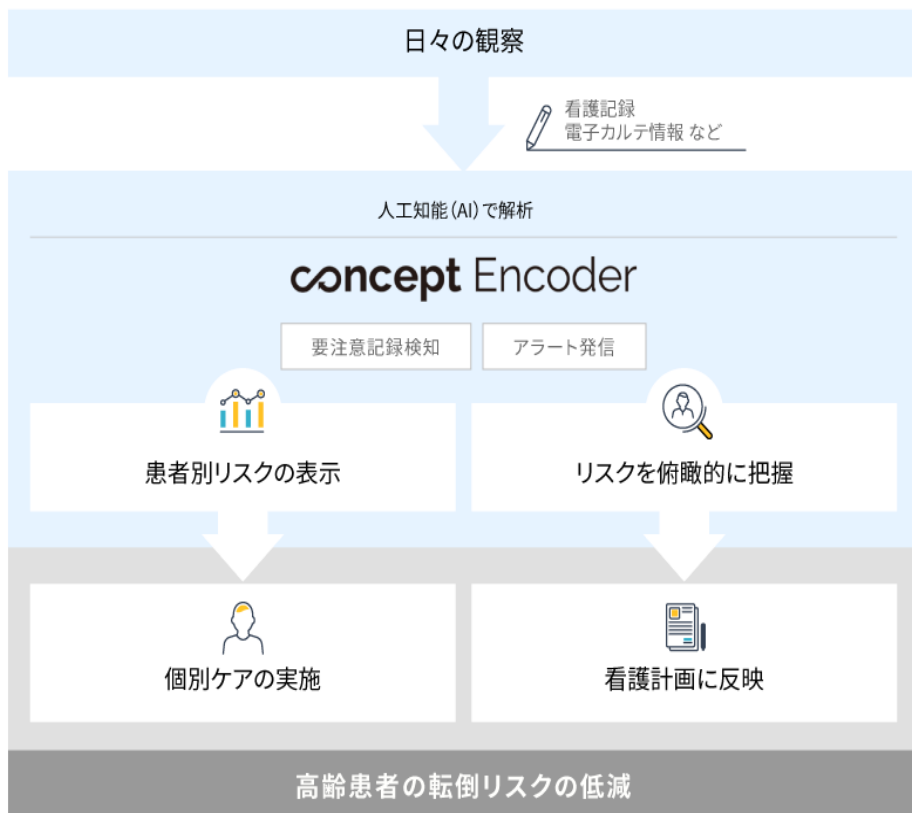 日々の観察
看護記録
電子カルテ情報 など
人工知能(AI)で解析
concept Encoder
要注意記録検知
アラート発信
患者別リスクの表示
リスクを俯瞰的に把握
個別ケアの実施
看護計画に反映
高齢患者の転倒リスクの低減